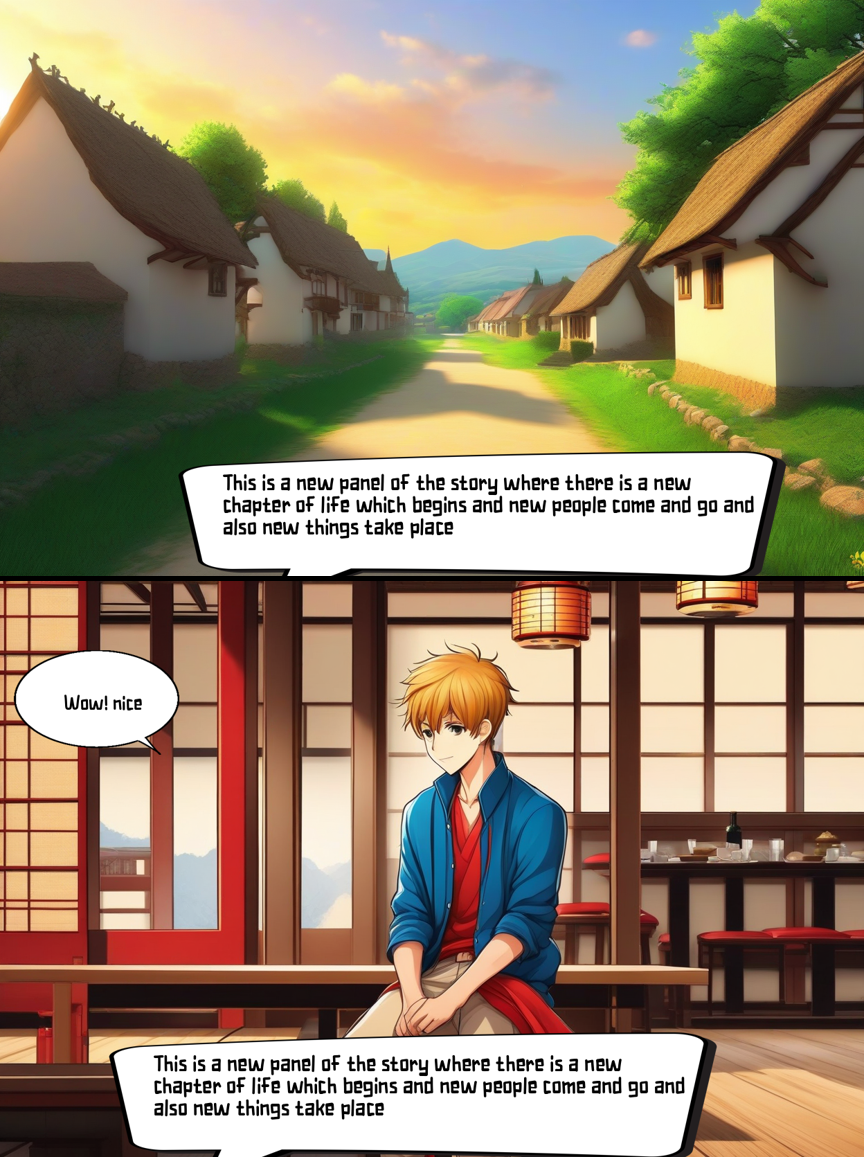 This is a new panel of the story where there is a new
chapter of life which begins and new people come and go and
also new things take place
Wow! nice
This is a new panel of the story where there is a new
chapter of life which begins and new people come and go and
also new things take place